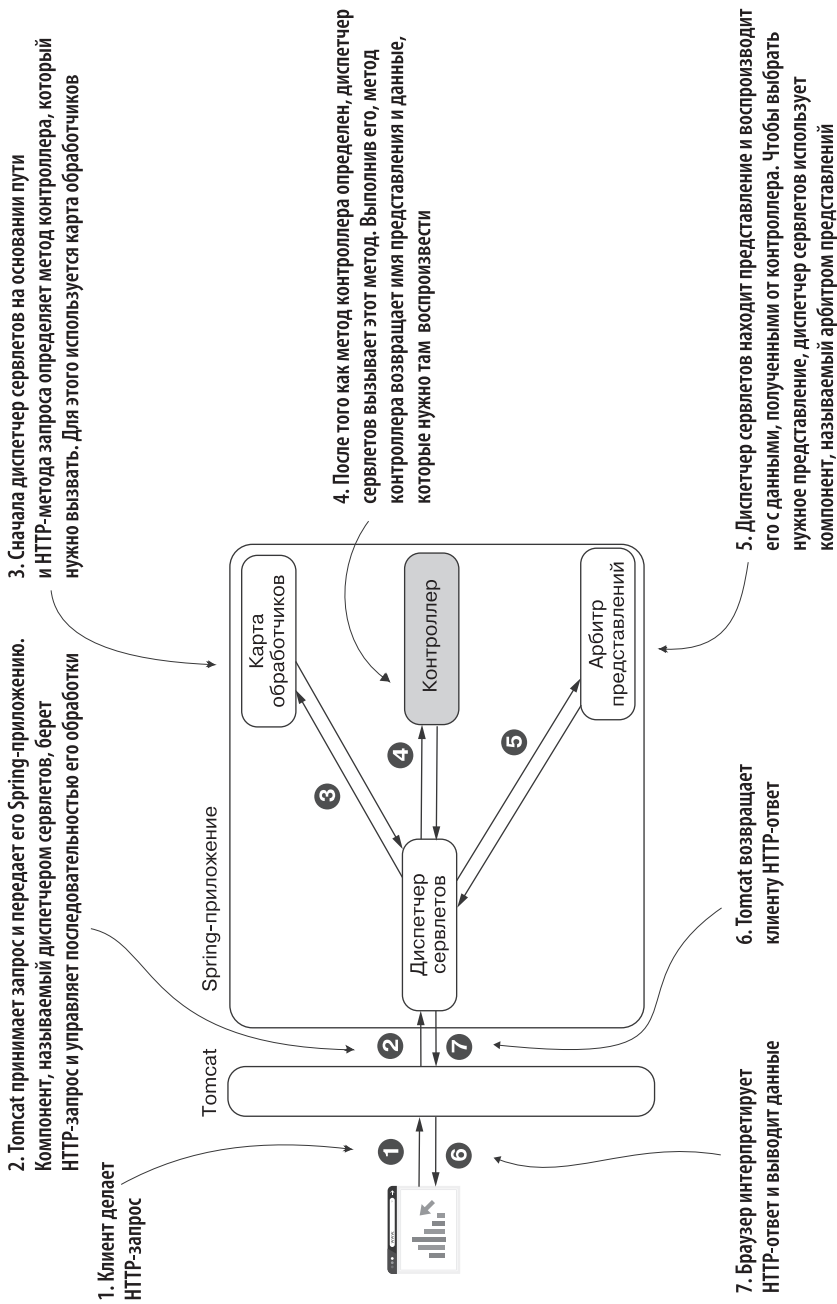 1. Клиент делает
HTTP-запрос
2. Tomcat принимает запрос и передает его Spring-приложению.
Компонент, называемый диспетчером сервлетов, берет
HTTP-запрос и управляет последовательностью его обработки
3. Сначала диспетчер сервлетов на основании пути
и HTTP-метода запроса определяет метод контроллера, который
нужно вызвать. Для этого используется карта обработчиков
Tomcat
Spring-приложение
1
6
2
7
Диспетчер
сервлетов
3
4
5
Карта
обработчиков
Контроллер
Арбитр
представлений
4. После того как метод контроллера определен, диспетчер
сервлетов вызывает этот метод. Выполнив его, метод
контроллера возвращает имя представления и данные,
которые нужно там воспроизвести
7. Браузер интерпретирует
HTTP-ответ и выводит данные
6. Tomcat возвращает
клиенту HTTP-ответ
5. Диспетчер сервлетов находит представление и воспроизводит
его с данными, полученными от контроллера. Чтобы выбрать
нужное представление, диспетчер сервлетов использует
компонент, называемый арбитром представлений